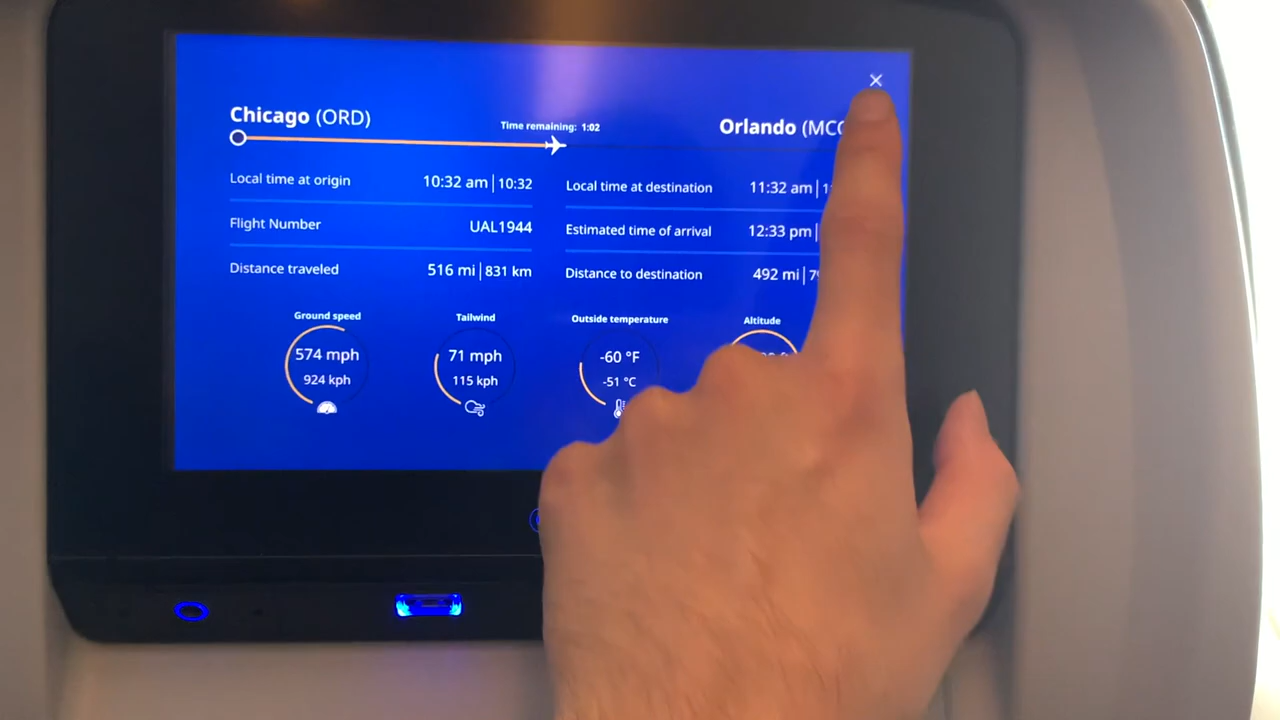 Chicago (ORD)
Time remaining: 1:02
Orlando
Local time at origin 10:32 am | 10:32
Local time at destination 11:32 am |
Flight Number UAL1944
Estimated time of arrival 12:33 pm |
Distance traveled 516 mi | 831 km
Distance to destination 492 mi |
Ground speed Tailwind Outside temperature Altitude
574 mph 71 mph -60 °F
924 kph 115 kph -51 °C